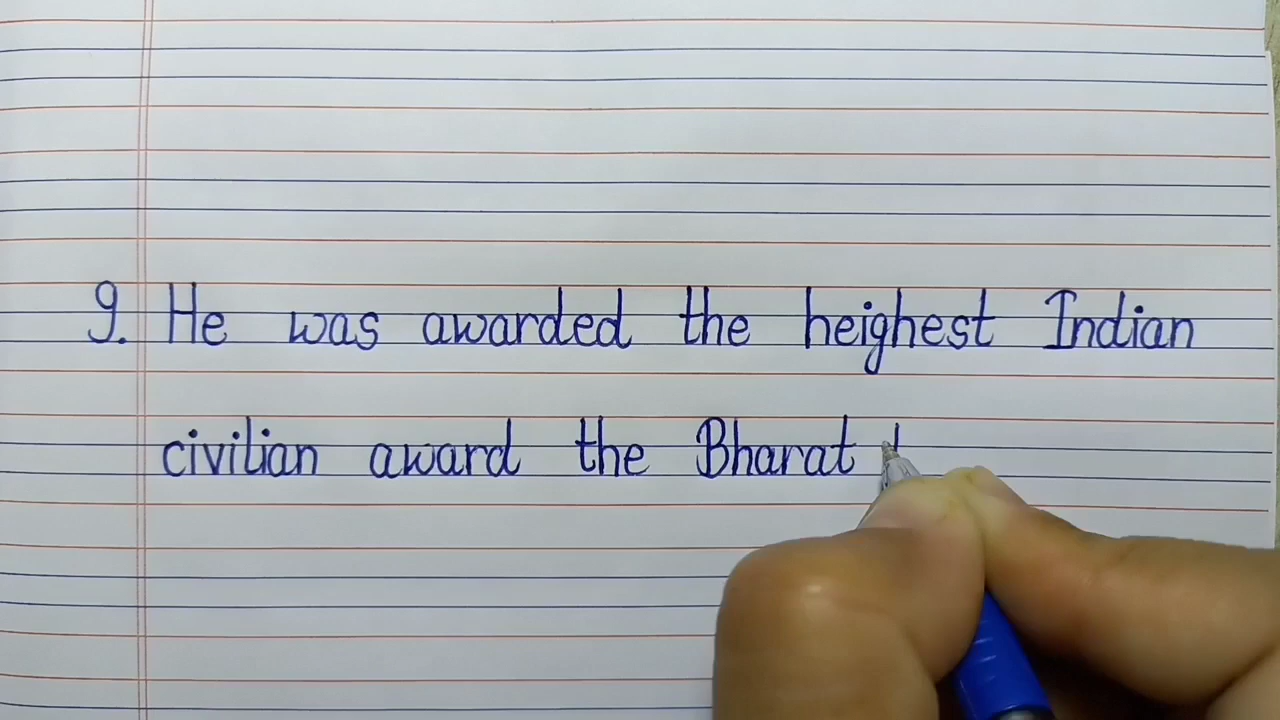 9. He was awarded the heighest Indian
civilian award the Bharat